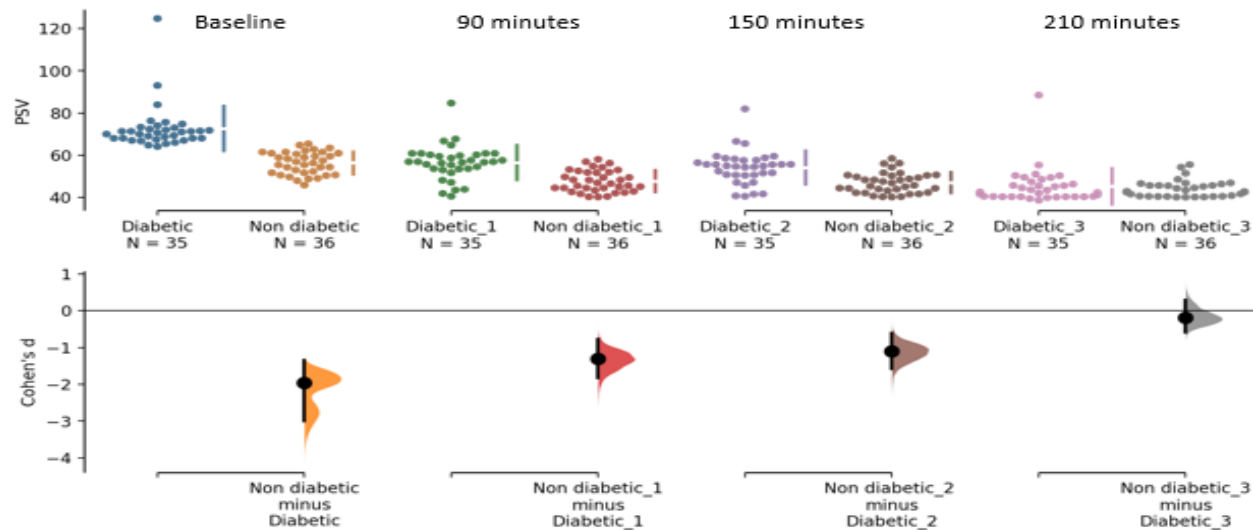 Baseline 90 minutes 150 minutes 210 minutes
120
100
80
60
40
PSV
Diabetic Non diabetic Diabetic_1 Non diabetic_1 Diabetic_2 Non diabetic_2 Diabetic_3 Non diabetic_3
N = 35 N = 36 N = 35 N = 36 N = 35 N = 36 N = 35 N = 36
1
0
−1
−2
−3
−4
Cohen's d
Non diabetic Non diabetic_1 Non diabetic_2 Non diabetic_3
minus minus minus minus
Diabetic Diabetic_1 Diabetic_2 Diabetic_3